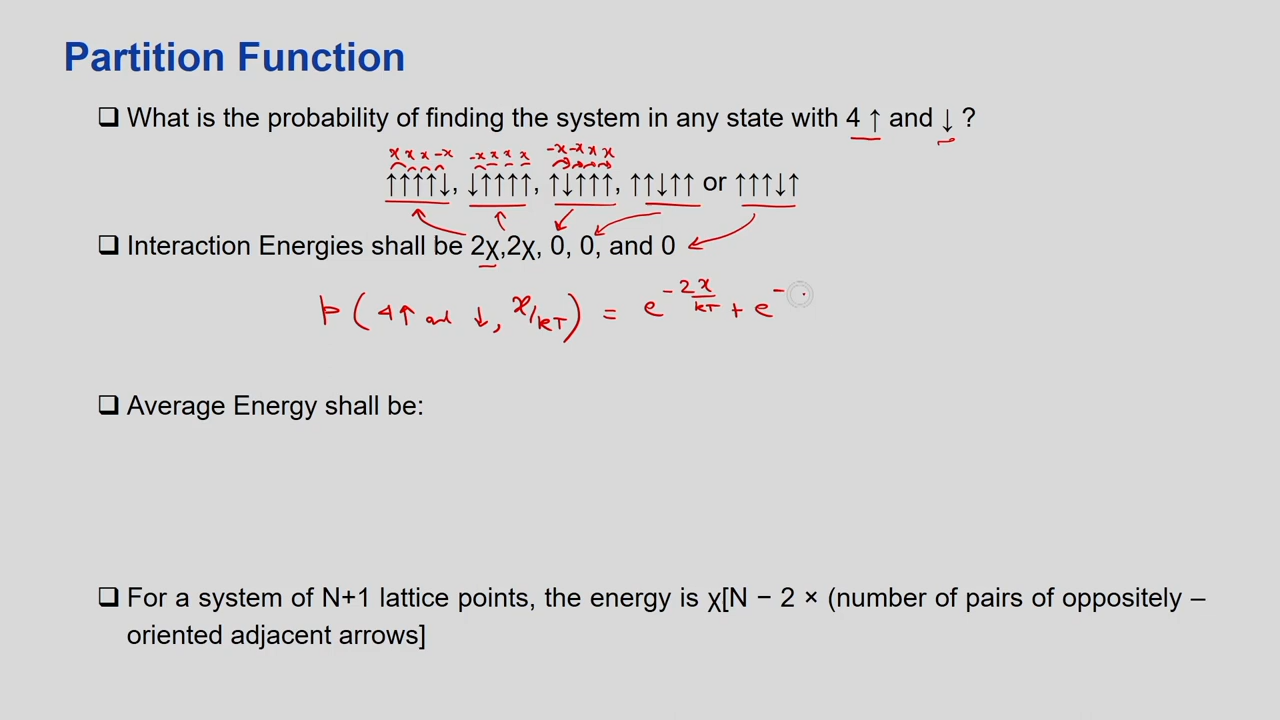 Partition Function
❑ What is the probability of finding the system in any state with 4 ↑ and ↓ ?
x x x -x -x x x x -x -x x x
↑↑↑↑↓, ↓↑↑↑↑, ↑↓↑↑↑, ↑↑↓↑↑ or ↑↑↑↓↑
❑ Interaction Energies shall be 2χ,2χ, 0, 0, and 0
p ( 4↑ and ↓, x/kT ) = e^{-2x/kT} + e^{-
❑ Average Energy shall be:
❑ For a system of N+1 lattice points, the energy is χ[N − 2 × (number of pairs of oppositely –
oriented adjacent arrows]